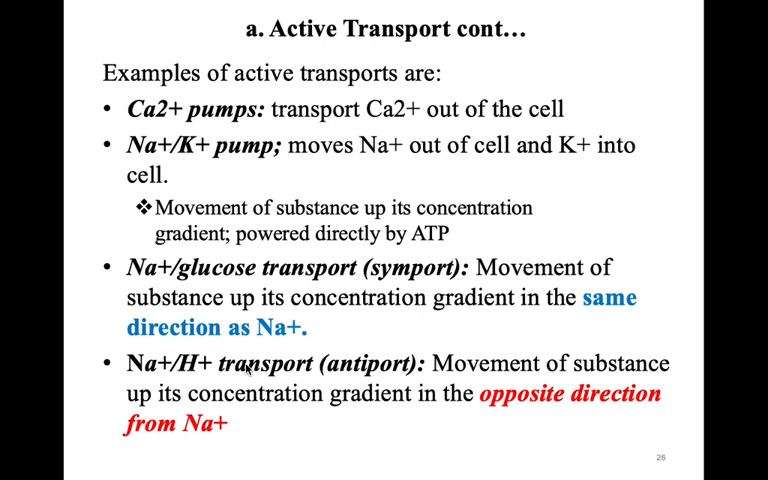 a. Active Transport cont…
Examples of active transports are:
• Ca2+ pumps: transport Ca2+ out of the cell
• Na+/K+ pump; moves Na+ out of cell and K+ into
cell.
❖Movement of substance up its concentration
gradient; powered directly by ATP
• Na+/glucose transport (symport): Movement of
substance up its concentration gradient in the same
direction as Na+.
• Na+/H+ transport (antiport): Movement of substance
up its concentration gradient in the opposite direction
from Na+
26